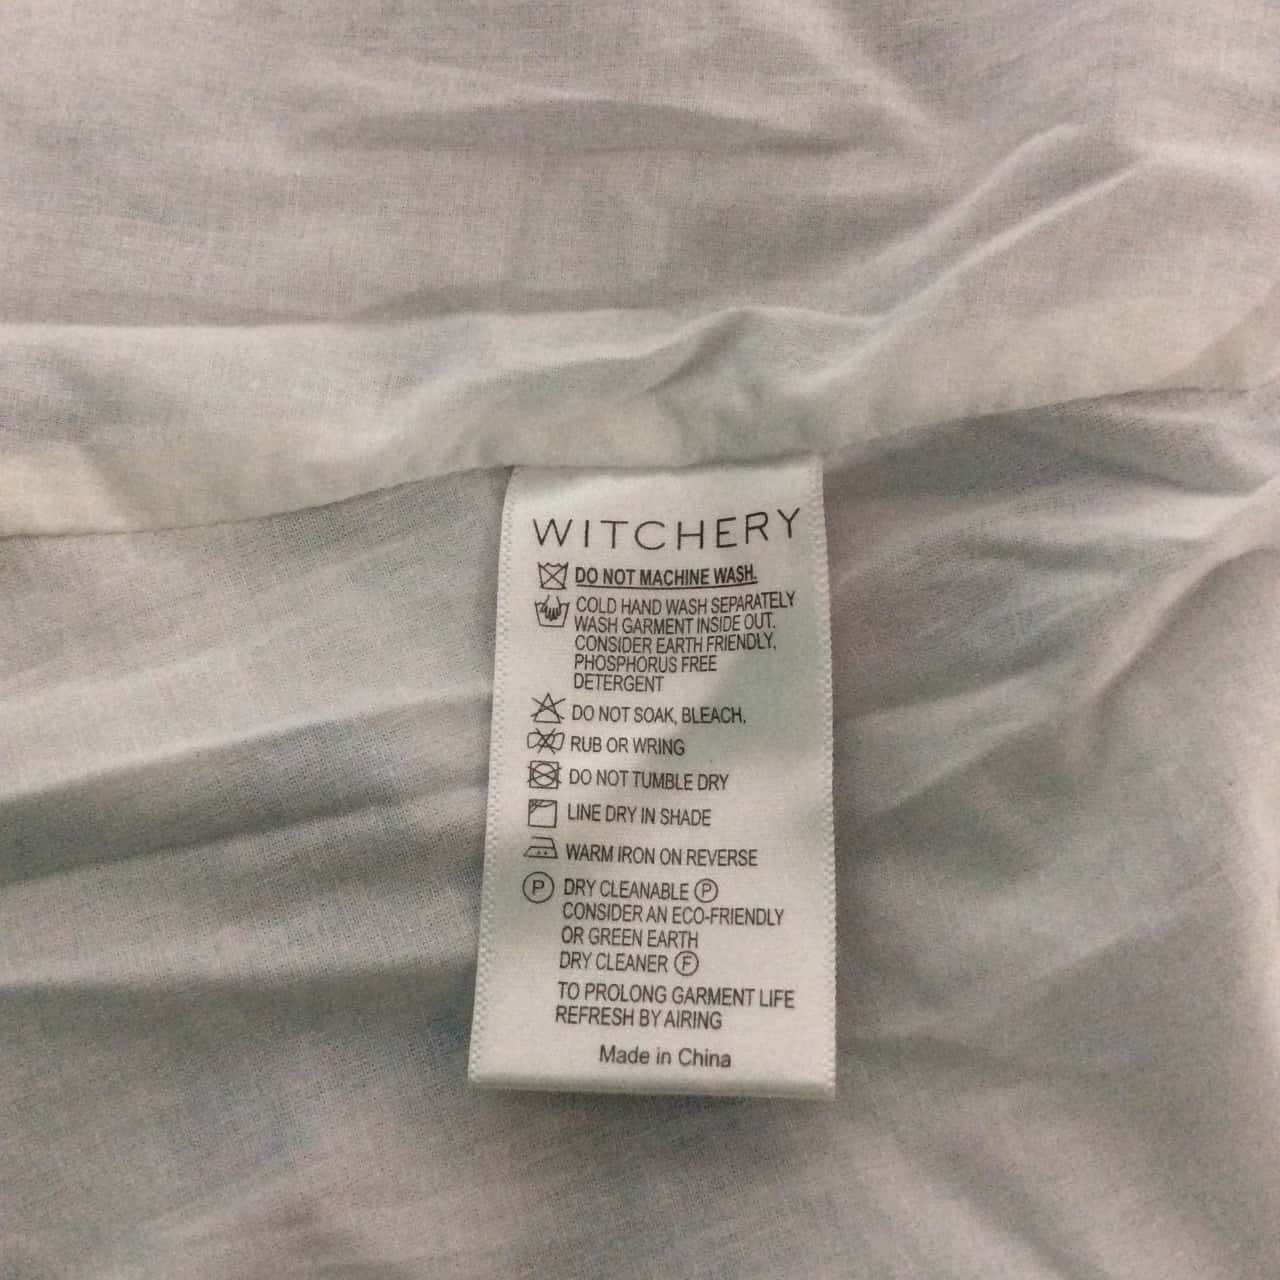 WITCHERY
DO NOT MACHINE WASH.
COLD HAND WASH SEPARATELY
WASH GARMENT INSIDE OUT.
CONSIDER EARTH FRIENDLY,
PHOSPHORUS FREE
DETERGENT
DO NOT SOAK, BLEACH,
RUB OR WRING
DO NOT TUMBLE DRY
LINE DRY IN SHADE
WARM IRON ON REVERSE
P DRY CLEANABLE P
CONSIDER AN ECO-FRIENDLY
OR GREEN EARTH
DRY CLEANER F
TO PROLONG GARMENT LIFE
REFRESH BY AIRING
Made in China